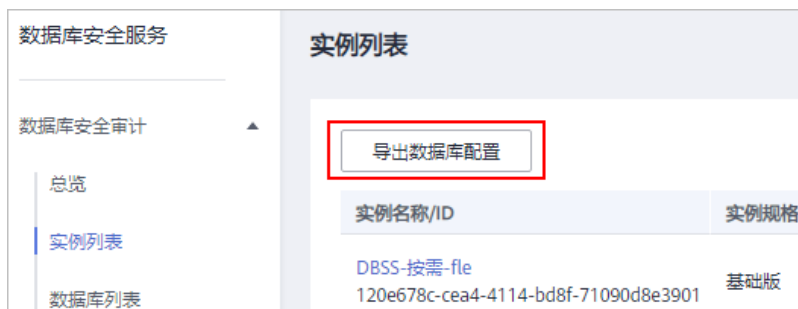 数据库安全服务
实例列表
数据库安全审计
导出数据库配置
总览
实例名称/ID
实例规格
实例列表
DBSS-按需-fle
120e678c-cea4-4114-bd8f-71090d8e3901
基础版
数据库列表